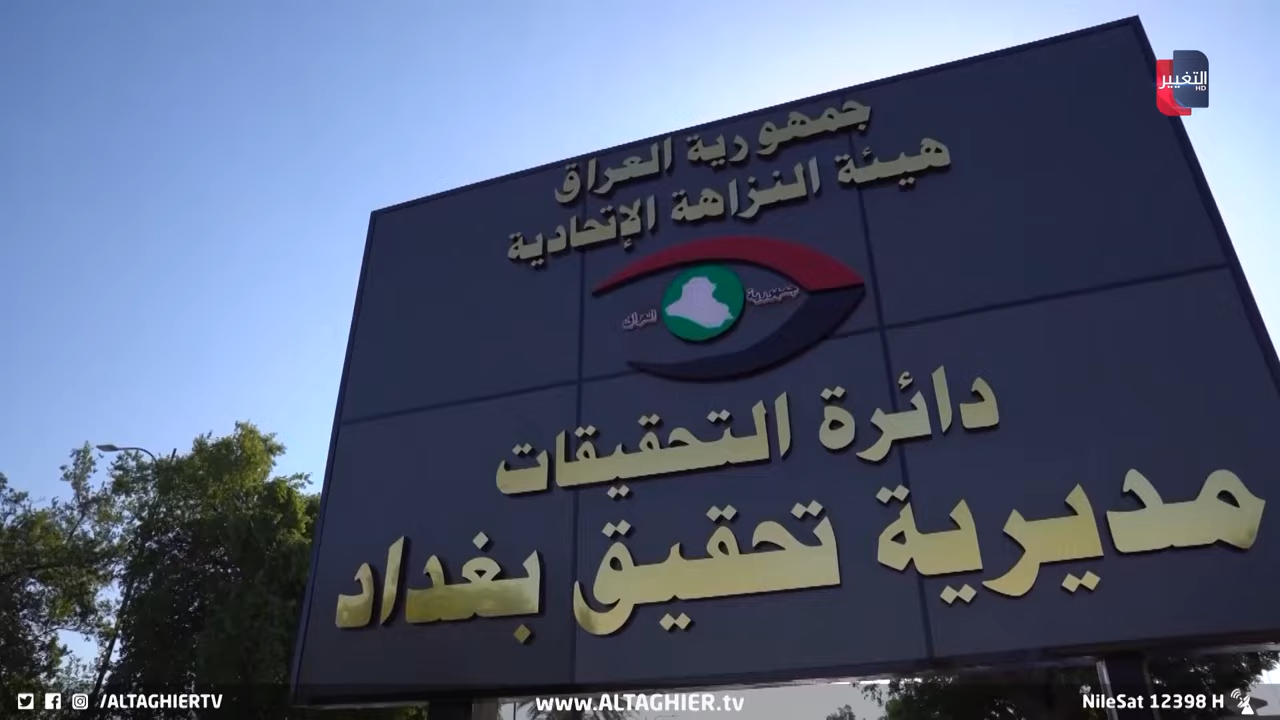 التغيير
HD
جمهورية العراق
هيئة النزاهة الإتحادية
جمهورية
العراق
دائرة التحقيقات
مديرية تحقيق بغداد
/ALTAGHIERTV
www.ALTAGHIER.tv
NileSat 12398 H